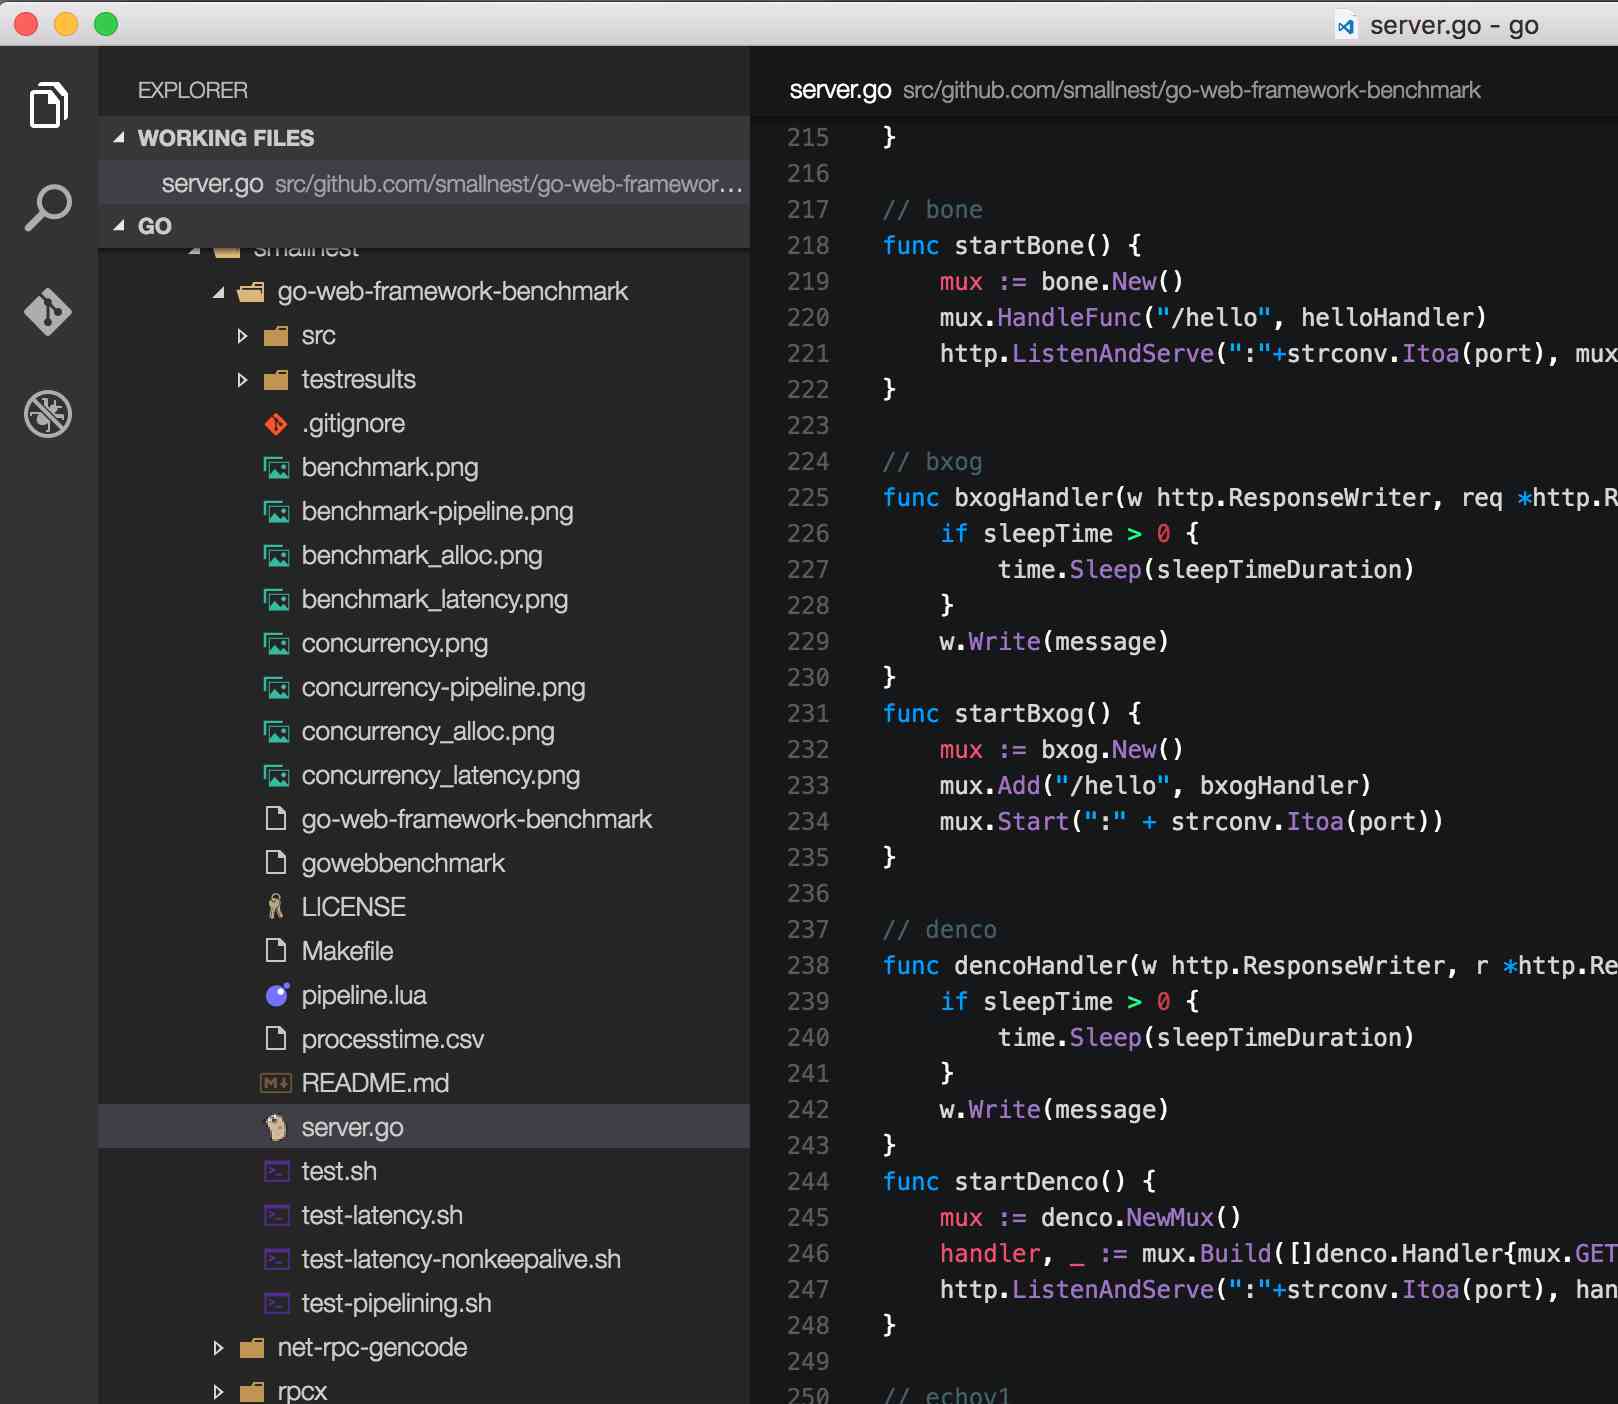 server.go - go
EXPLORER
WORKING FILES
server.go src/github.com/smallnest/go-web-framewor...
GO
smallnest
go-web-framework-benchmark
src
testresults
.gitignore
benchmark.png
benchmark-pipeline.png
benchmark_alloc.png
benchmark_latency.png
concurrency.png
concurrency-pipeline.png
concurrency_alloc.png
concurrency_latency.png
go-web-framework-benchmark
gowebbenchmark
LICENSE
Makefile
pipeline.lua
processtime.csv
M↓ README.md
server.go
test.sh
test-latency.sh
test-latency-nonkeepalive.sh
test-pipelining.sh
net-rpc-gencode
rpcx
server.go src/github.com/smallnest/go-web-framework-benchmark
215 }
216
217 // bone
218 func startBone() {
219 mux := bone.New()
220 mux.HandleFunc("/hello", helloHandler)
221 http.ListenAndServe(":"+strconv.Itoa(port), mux
222 }
223
224 // bxog
225 func bxogHandler(w http.ResponseWriter, req *http.R
226 if sleepTime > 0 {
227 time.Sleep(sleepTimeDuration)
228 }
229 w.Write(message)
230 }
231 func startBxog() {
232 mux := bxog.New()
233 mux.Add("/hello", bxogHandler)
234 mux.Start(":" + strconv.Itoa(port))
235 }
236
237 // denco
238 func dencoHandler(w http.ResponseWriter, r *http.Re
239 if sleepTime > 0 {
240 time.Sleep(sleepTimeDuration)
241 }
242 w.Write(message)
243 }
244 func startDenco() {
245 mux := denco.NewMux()
246 handler, _ := mux.Build([]denco.Handler{mux.GET
247 http.ListenAndServe(":"+strconv.Itoa(port), han
248 }
249
250 // echov1